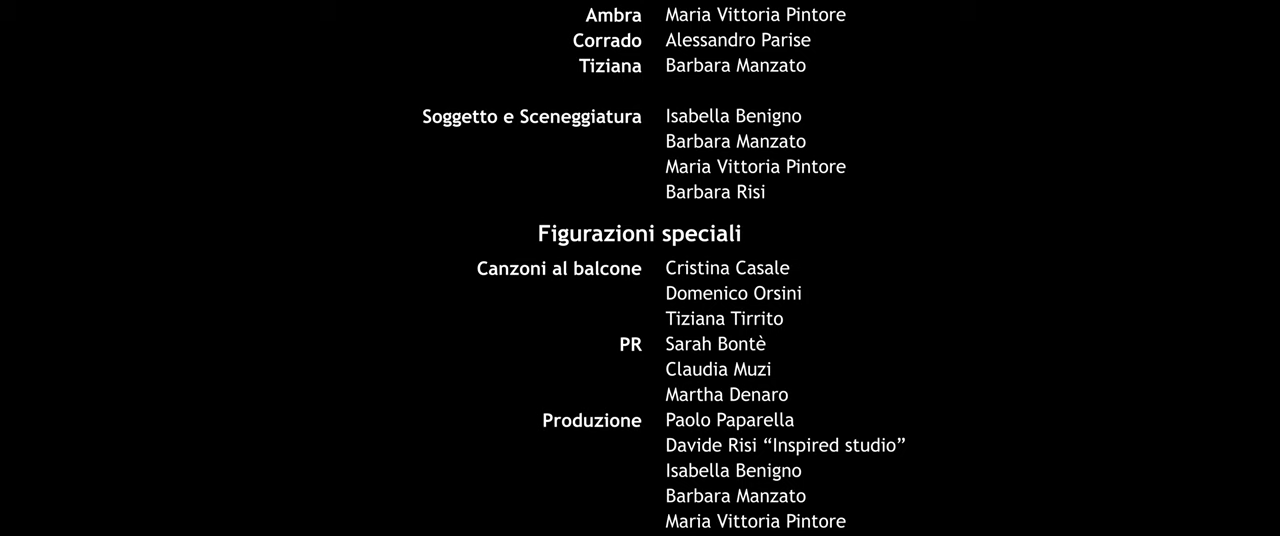 Ambra Maria Vittoria Pintore
Corrado Alessandro Parise
Tiziana Barbara Manzato
Soggetto e Sceneggiatura Isabella Benigno
Barbara Manzato
Maria Vittoria Pintore
Barbara Risi
Figurazioni speciali
Canzoni al balcone Cristina Casale
Domenico Orsini
Tiziana Tirrito
PR Sarah Bontè
Claudia Muzi
Martha Denaro
Produzione Paolo Paparella
Davide Risi “Inspired studio”
Isabella Benigno
Barbara Manzato
Maria Vittoria Pintore